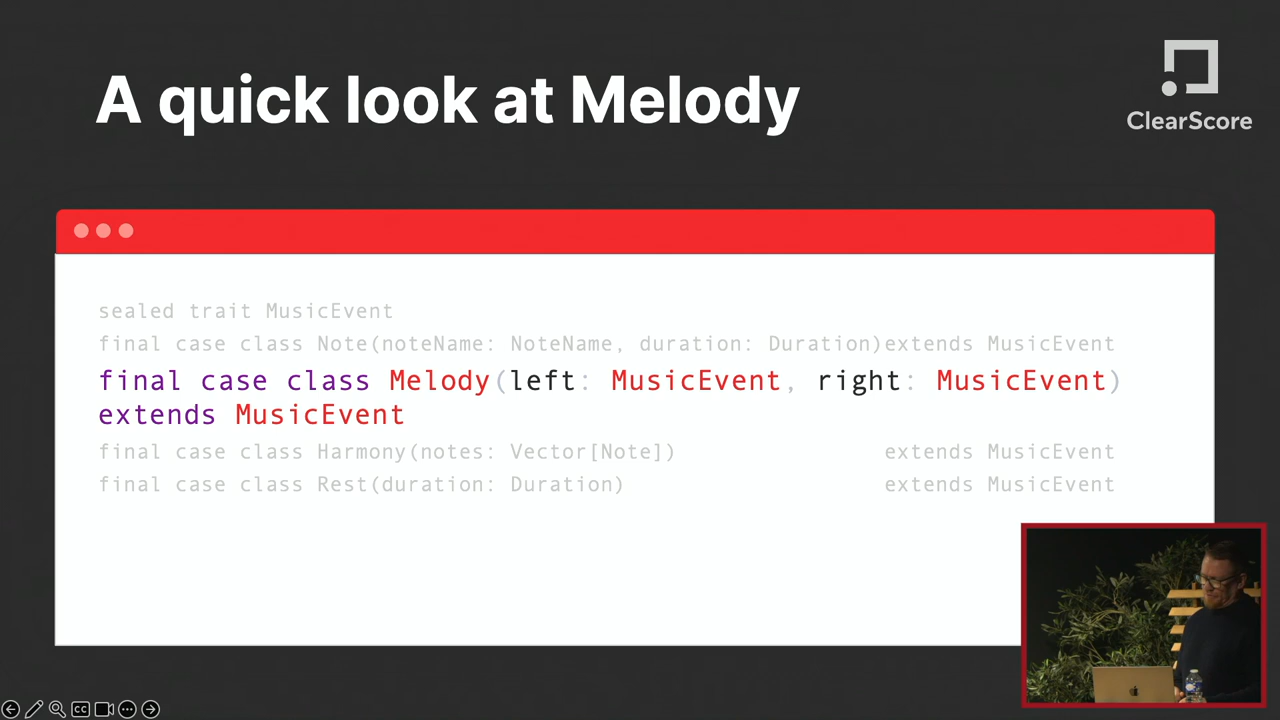 A quick look at Melody
ClearScore
sealed trait MusicEvent
final case class Note(noteName: NoteName, duration: Duration)extends MusicEvent
final case class Melody(left: MusicEvent, right: MusicEvent)
extends MusicEvent
final case class Harmony(notes: Vector[Note]) extends MusicEvent
final case class Rest(duration: Duration) extends MusicEvent
CC